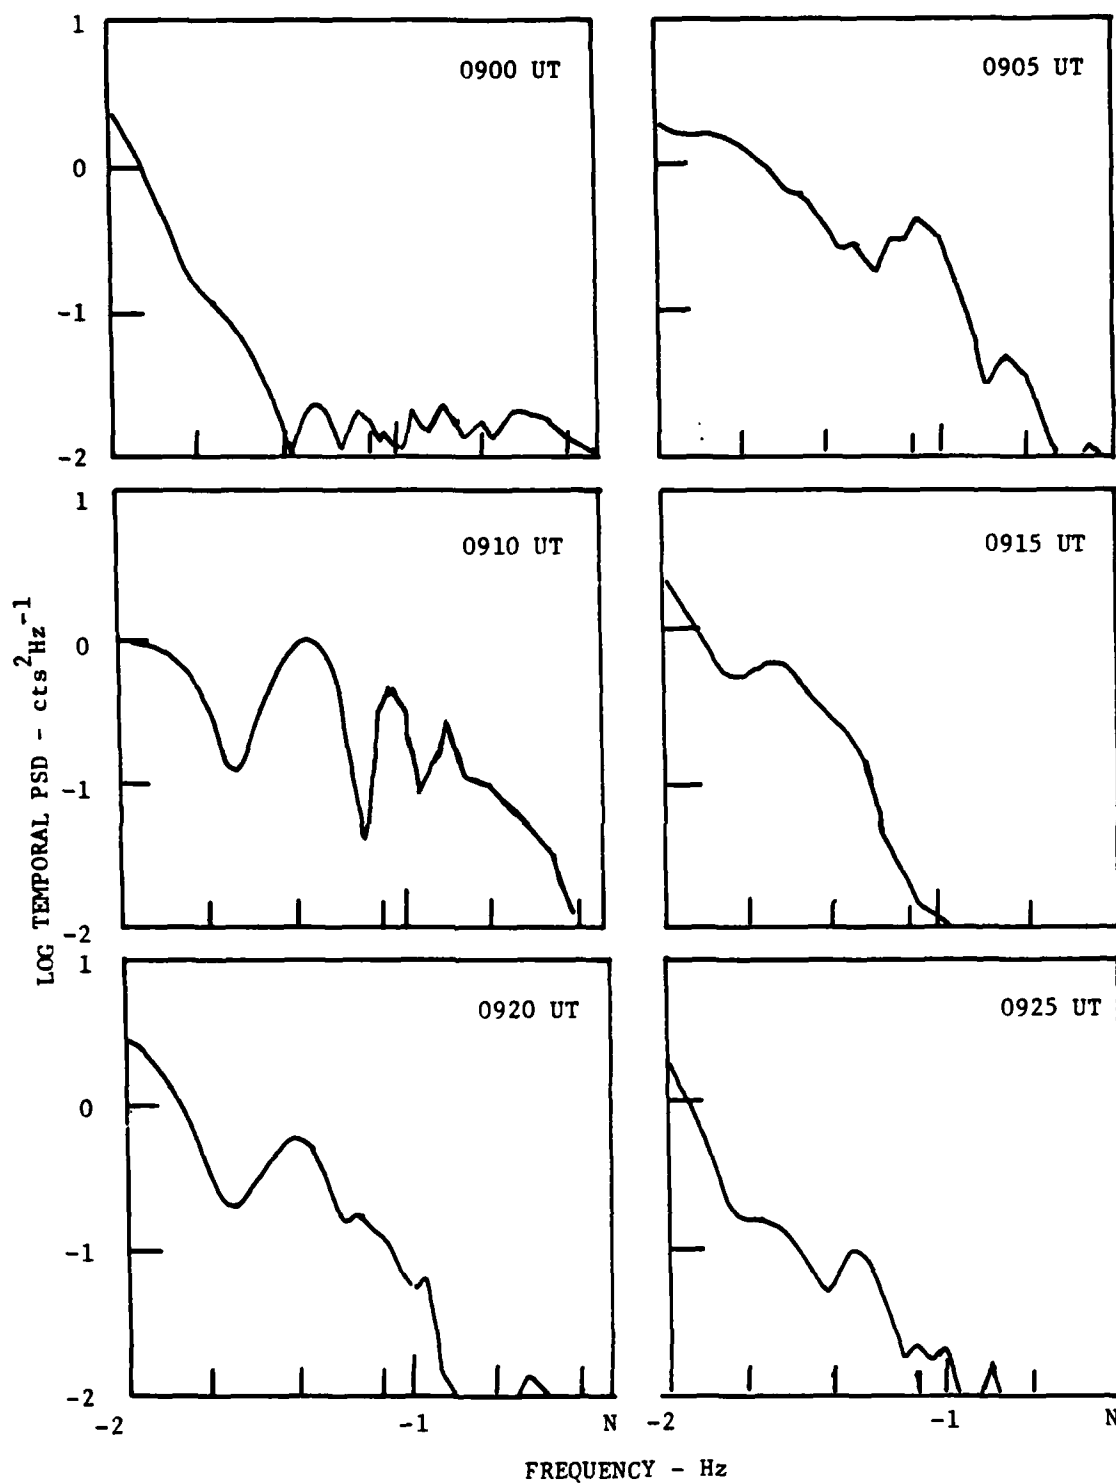 1
0900 UT
0905 UT
0
-1
-2
1
0910 UT
0915 UT
0
-1
-2
LOG TEMPORAL PSD - cts²Hz⁻¹
1
0920 UT
0925 UT
0
-1
-2
-2 -1 N
-2 -1 N
FREQUENCY - Hz